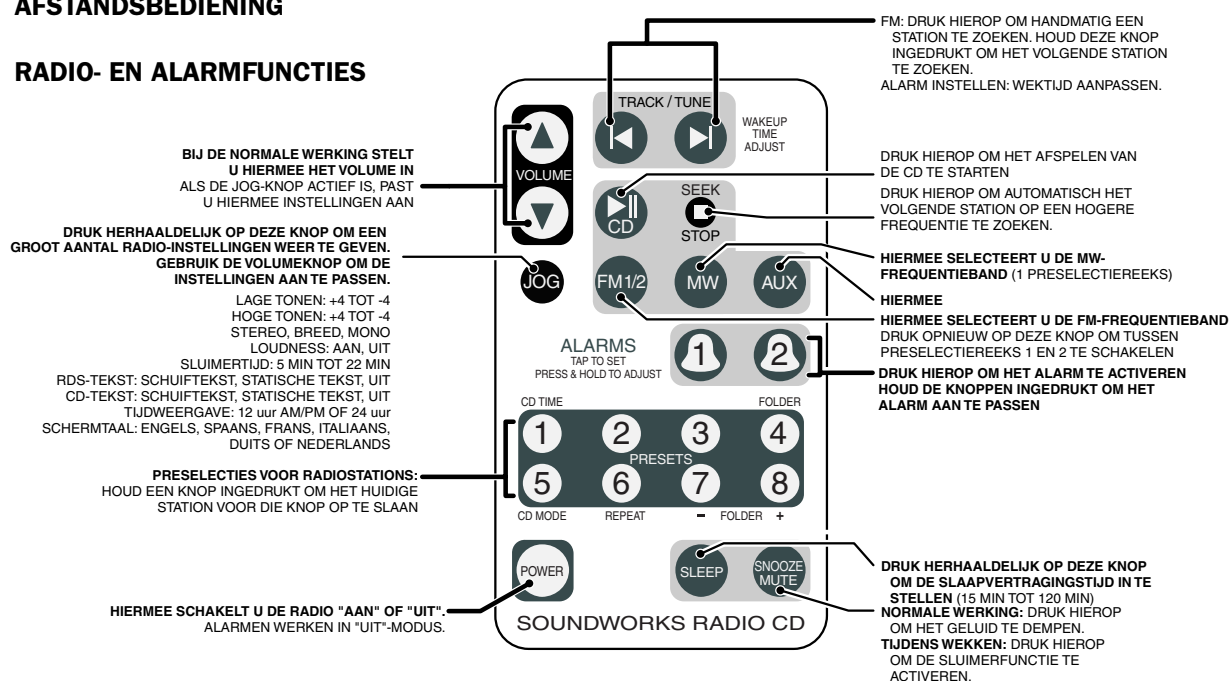 AFSTANDSBEDIENING
RADIO- EN ALARMFUNCTIES
BIJ DE NORMALE WERKING STELT
U HIERMEE HET VOLUME IN
ALS DE JOG-KNOP ACTIEF IS, PAST
U HIERMEE INSTELLINGEN AAN
DRUK HERHAALDELIJK OP DEZE KNOP OM EEN
GROOT AANTAL RADIO-INSTELLINGEN WEER TE GEVEN.
GEBRUIK DE VOLUMEKNOP OM DE
INSTELLINGEN AAN TE PASSEN.
LAGE TONEN: +4 TOT -4
HOGE TONEN: +4 TOT -4
STEREO, BREED, MONO
LOUDNESS: AAN, UIT
SLUIMERTIJD: 5 MIN TOT 22 MIN
RDS-TEKST: SCHUIFTEKST, STATISCHE TEKST, UIT
CD-TEKST: SCHUIFTEKST, STATISCHE TEKST, UIT
TIJDWEERGAVE: 12 uur AM/PM OF 24 uur
SCHERMTAAL: ENGELS, SPAANS, FRANS, ITALIAANS,
DUITS OF NEDERLANDS
PRESELECTIES VOOR RADIOSTATIONS:
HOUD EEN KNOP INGEDRUKT OM HET HUIDIGE
STATION VOOR DIE KNOP OP TE SLAAN
HIERMEE SCHAKELT U DE RADIO "AAN" OF "UIT".
ALARMEN WERKEN IN "UIT"-MODUS.
TRACK / TUNE
WAKEUP
TIME
ADJUST
VOLUME
CD
SEEK
STOP
JOG
FM1/2
MW
AUX
ALARMS
TAP TO SET
PRESS & HOLD TO ADJUST
1
2
CD TIME
FOLDER
1 2 3 4
PRESETS
5 6 7 8
CD MODE
REPEAT
– FOLDER +
POWER
SLEEP
SNOOZE
MUTE
SOUNDWORKS RADIO CD
FM: DRUK HIEROP OM HANDMATIG EEN
STATION TE ZOEKEN. HOUD DEZE KNOP
INGEDRUKT OM HET VOLGENDE STATION
TE ZOEKEN.
ALARM INSTELLEN: WEKTIJD AANPASSEN.
DRUK HIEROP OM HET AFSPELEN VAN
DE CD TE STARTEN
DRUK HIEROP OM AUTOMATISCH HET
VOLGENDE STATION OP EEN HOGERE
FREQUENTIE TE ZOEKEN.
HIERMEE SELECTEERT U DE MW-
FREQUENTIEBAND (1 PRESELECTIEREEKS)
HIERMEE
HIERMEE SELECTEERT U DE FM-FREQUENTIEBAND
DRUK OPNIEUW OP DEZE KNOP OM TUSSEN
PRESELECTIEREEKS 1 EN 2 TE SCHAKELEN
DRUK HIEROP OM HET ALARM TE ACTIVEREN
HOUD DE KNOPPEN INGEDRUKT OM HET
ALARM AAN TE PASSEN
DRUK HERHAALDELIJK OP DEZE KNOP
OM DE SLAAPVERTRAGINGSTIJD IN TE
STELLEN (15 MIN TOT 120 MIN)
NORMALE WERKING: DRUK HIEROP
OM HET GELUID TE DEMPEN.
TIJDENS WEKKEN: DRUK HIEROP
OM DE SLUIMERFUNCTIE TE
ACTIVEREN.